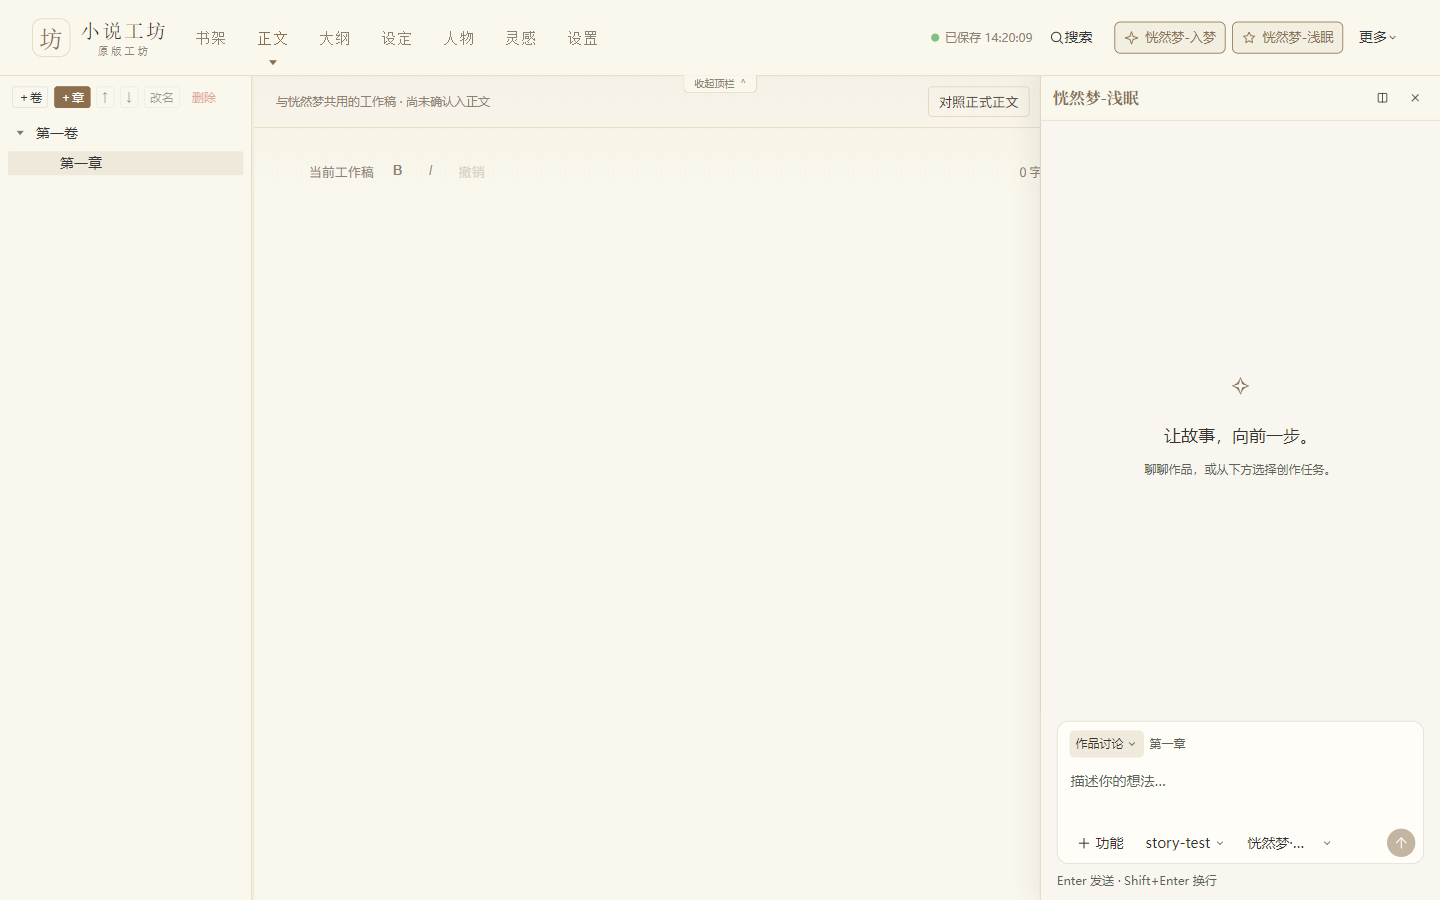 坊
小说工坊
原版工坊
书架
正文
大纲
设定
人物
灵感
设置
已保存 14:20:09
搜索
恍然梦-入梦
恍然梦-浅眠
更多
收起顶栏 ^
+卷
+章
↑
↓
改名
删除
第一卷
第一章
与恍然梦共用的工作稿 · 尚未确认入正文
对照正式正文
当前工作稿
B
I
撤销
0 字
恍然梦-浅眠
让故事，向前一步。
聊聊作品，或从下方选择创作任务。
作品讨论
第一章
描述你的想法...
+ 功能
story-test
恍然梦·...
Enter 发送 · Shift+Enter 换行